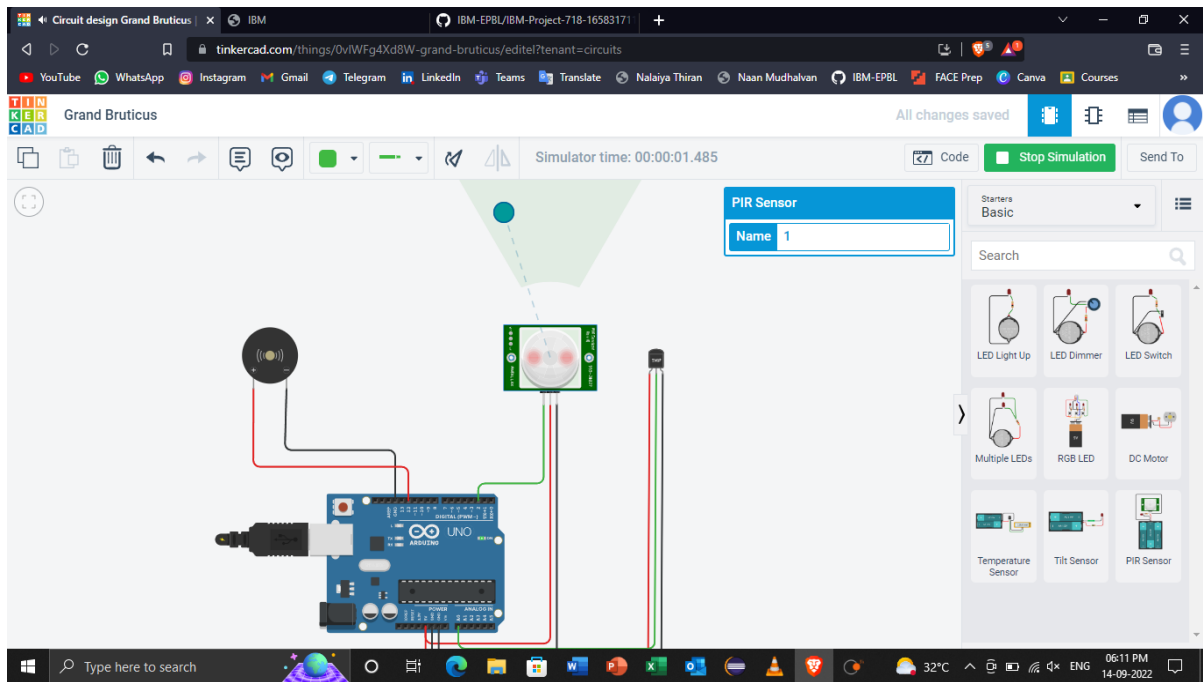 Circuit design Grand Bruticus
IBM
IBM-EPBL/IBM-Project-718-16583171
tinkercad.com/things/0vlWFg4Xd8W-grand-bruticus/editel?tenant=circuits
YouTube WhatsApp Instagram Gmail Telegram LinkedIn Teams Translate Nalaiya Thiran Naan Mudhalvan IBM-EPBL FACE Prep Canva Courses »
TIN
KER
CAD
Grand Bruticus
All changes saved
Simulator time: 00:00:01.485
Code
Stop Simulation
Send To
PIR Sensor
Name 1
Starters
Basic
Search
LED Light Up LED Dimmer LED Switch
Multiple LEDs RGB LED DC Motor
Temperature Sensor
Tilt Sensor
PIR Sensor
TMP
DIGITAL (PWM~)
UNO
ARDUINO
POWER ANALOG IN
Type here to search
32°C
ENG
06:11 PM
14-09-2022